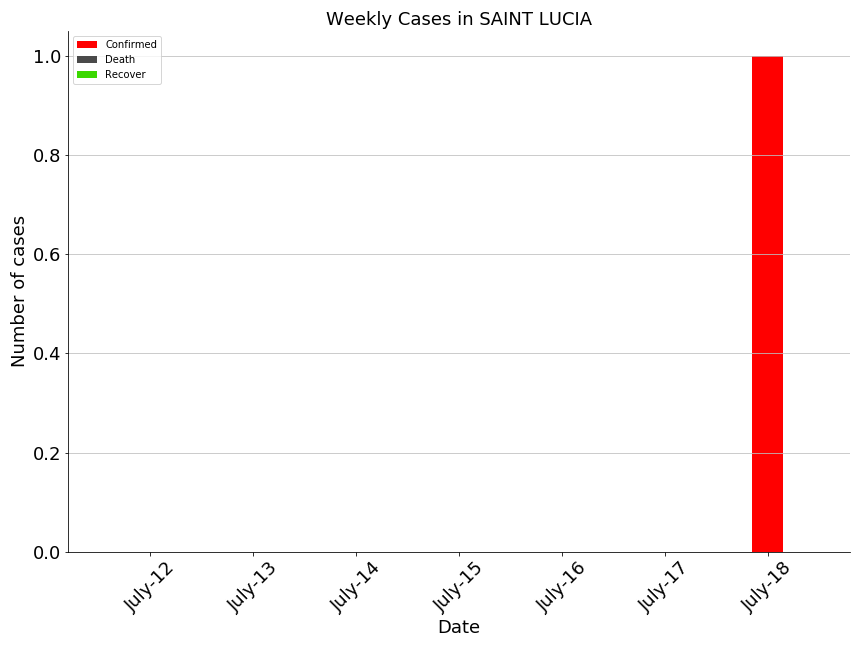 Weekly Cases in SAINT LUCIA
Confirmed
Death
Recover
Number of cases
1.0
0.8
0.6
0.4
0.2
0.0
July-12
July-13
July-14
July-15
July-16
July-17
July-18
Date